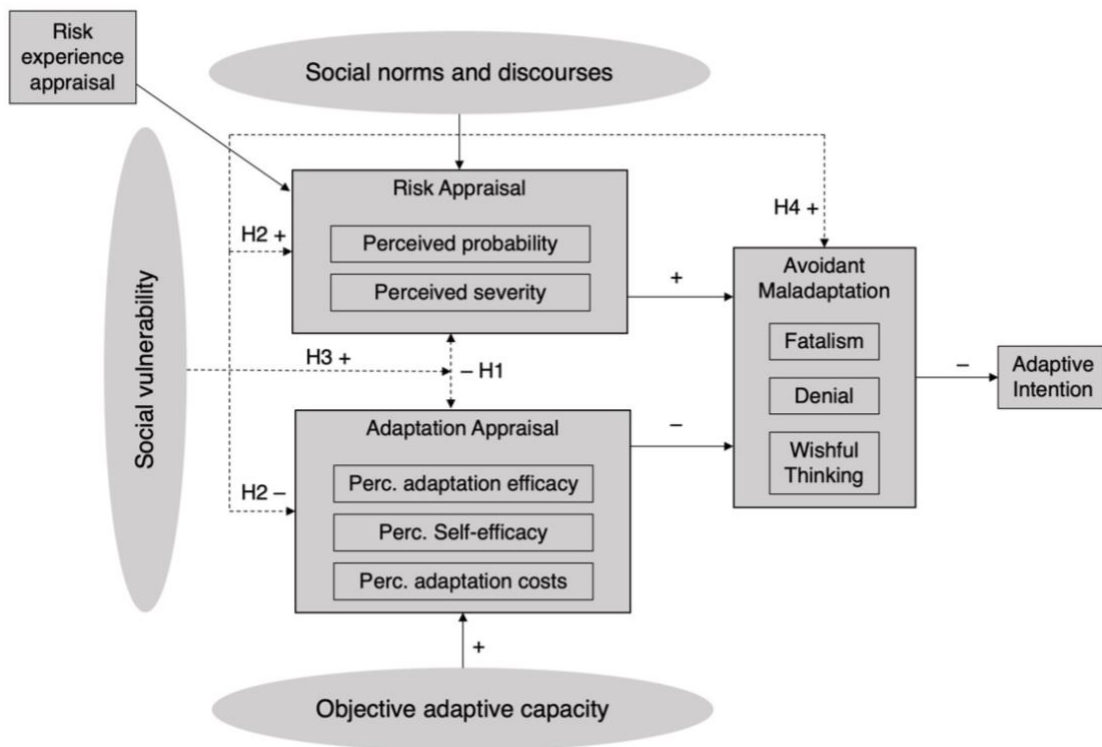 Risk
experience
appraisal
Social norms and discourses
Risk Appraisal
H4 +
H2 +
Perceived probability
Avoidant
Maladaptation
Perceived severity
+
Social vulnerability
Fatalism
H3 +
– H1
–
Adaptive
Intention
Denial
Adaptation Appraisal
–
Wishful
Thinking
Perc. adaptation efficacy
H2 –
Perc. Self-efficacy
Perc. adaptation costs
+
Objective adaptive capacity